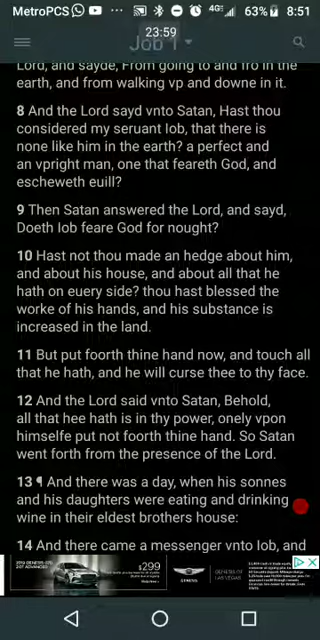 MetroPCS 4G 63% 8:51
23:59
Job 1
Lord, and sayde, From going to and fro in the
earth, and from walking vp and downe in it.
8 And the Lord sayd vnto Satan, Hast thou
considered my seruant Iob, that there is
none like him in the earth? a perfect and
an vpright man, one that feareth God, and
escheweth euill?
9 Then Satan answered the Lord, and sayd,
Doeth Iob feare God for nought?
10 Hast not thou made an hedge about him,
and about his house, and about all that he
hath on euery side? thou hast blessed the
worke of his hands, and his substance is
increased in the land.
11 But put foorth thine hand now, and touch all
that he hath, and he will curse thee to thy face.
12 And the Lord said vnto Satan, Behold,
all that hee hath is in thy power, onely vpon
himselfe put not foorth thine hand. So Satan
went forth from the presence of the Lord.
13 ¶ And there was a day, when his sonnes
and his daughters were eating and drinking
wine in their eldest brothers house:
14 And there came a messenger vnto Iob, and
$299
GENESIS OF
LAS VEGAS